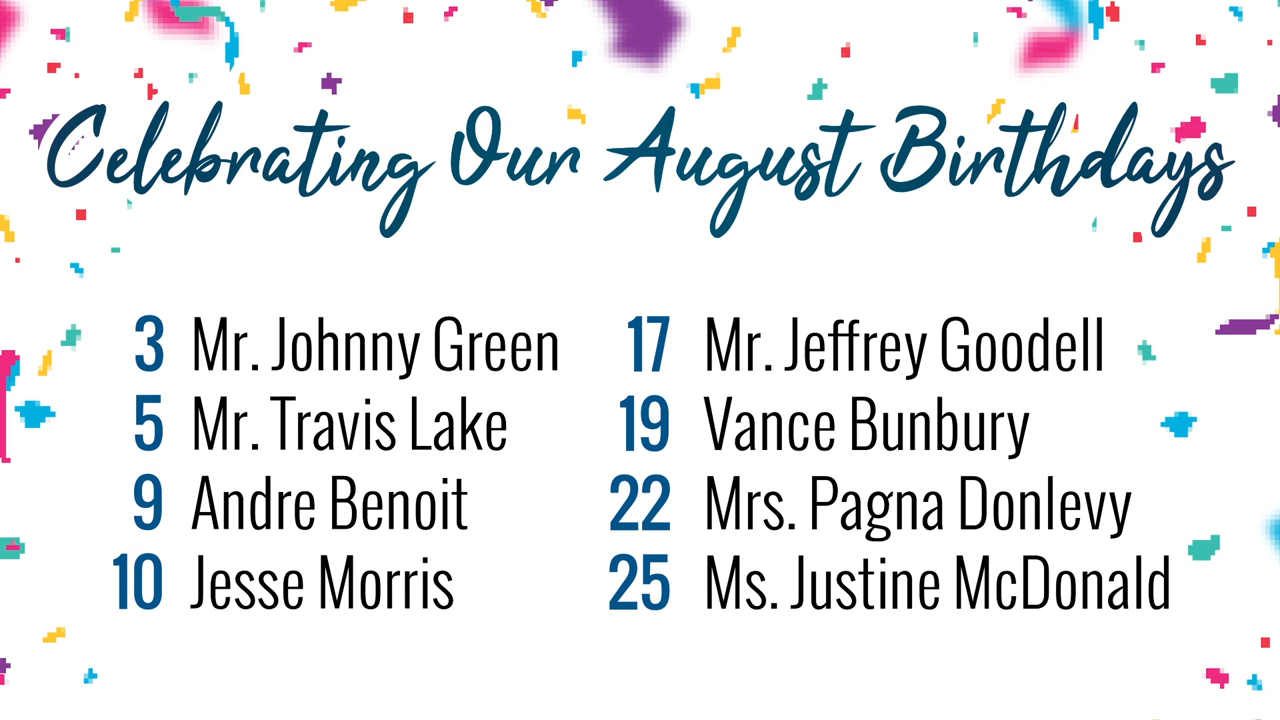 Celebrating Our August Birthdays
3 Mr. Johnny Green
5 Mr. Travis Lake
9 Andre Benoit
10 Jesse Morris
17 Mr. Jeffrey Goodell
19 Vance Bunbury
22 Mrs. Pagna Donlevy
25 Ms. Justine McDonald